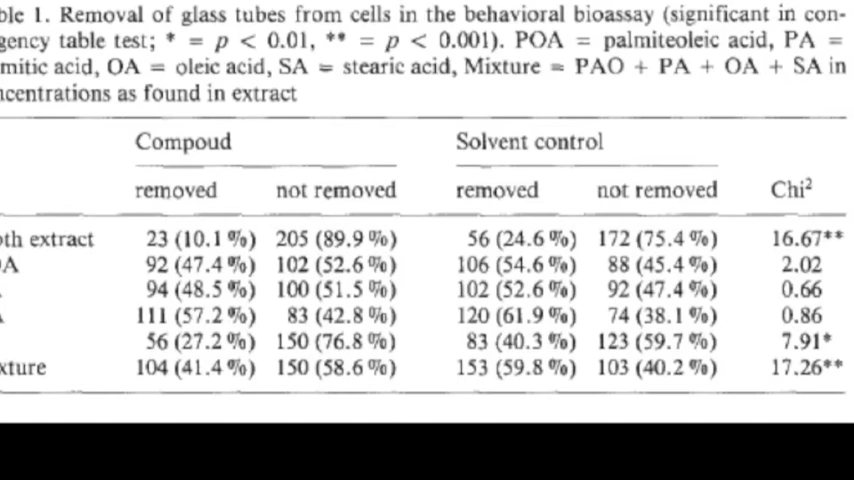 ble 1. Removal of glass tubes from cells in the behavioral bioassay (significant in con-
gency table test; * = p < 0.01, ** = p < 0.001). POA = palmiteoleic acid, PA =
mitic acid, OA = oleic acid, SA = stearic acid, Mixture = PAO + PA + OA + SA in
ncentrations as found in extract
Compoud Solvent control
removed not removed removed not removed Chi²
oth extract 23 (10.1 %) 205 (89.9 %) 56 (24.6 %) 172 (75.4 %) 16.67**
OA 92 (47.4 %) 102 (52.6 %) 106 (54.6 %) 88 (45.4 %) 2.02
94 (48.5 %) 100 (51.5 %) 102 (52.6 %) 92 (47.4 %) 0.66
A 111 (57.2 %) 83 (42.8 %) 120 (61.9 %) 74 (38.1 %) 0.86
56 (27.2 %) 150 (76.8 %) 83 (40.3 %) 123 (59.7 %) 7.91*
xture 104 (41.4 %) 150 (58.6 %) 153 (59.8 %) 103 (40.2 %) 17.26**